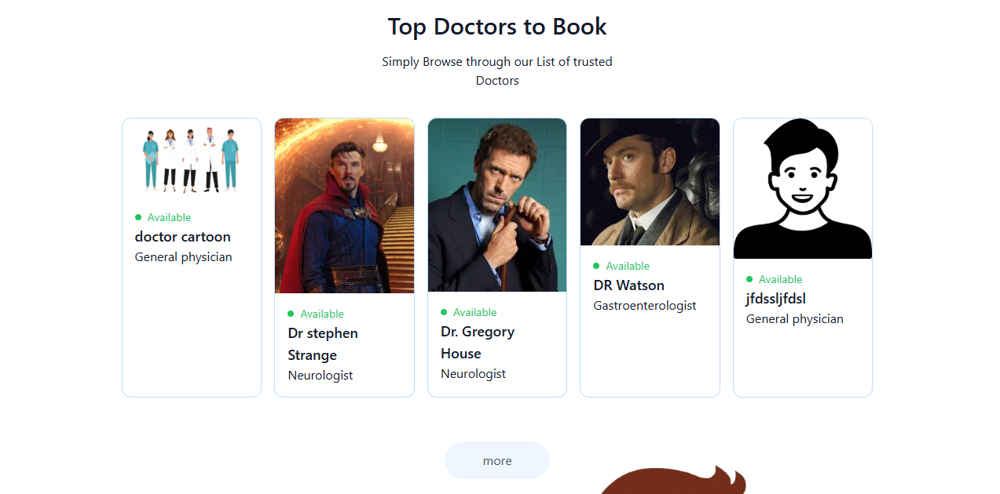 Top Doctors to Book
Simply Browse through our List of trusted
Doctors
Available
doctor cartoon
General physician
Available
Dr stephen
Strange
Neurologist
Available
Dr. Gregory
House
Neurologist
Available
DR Watson
Gastroenterologist
Available
jfdssljfdsl
General physician
more